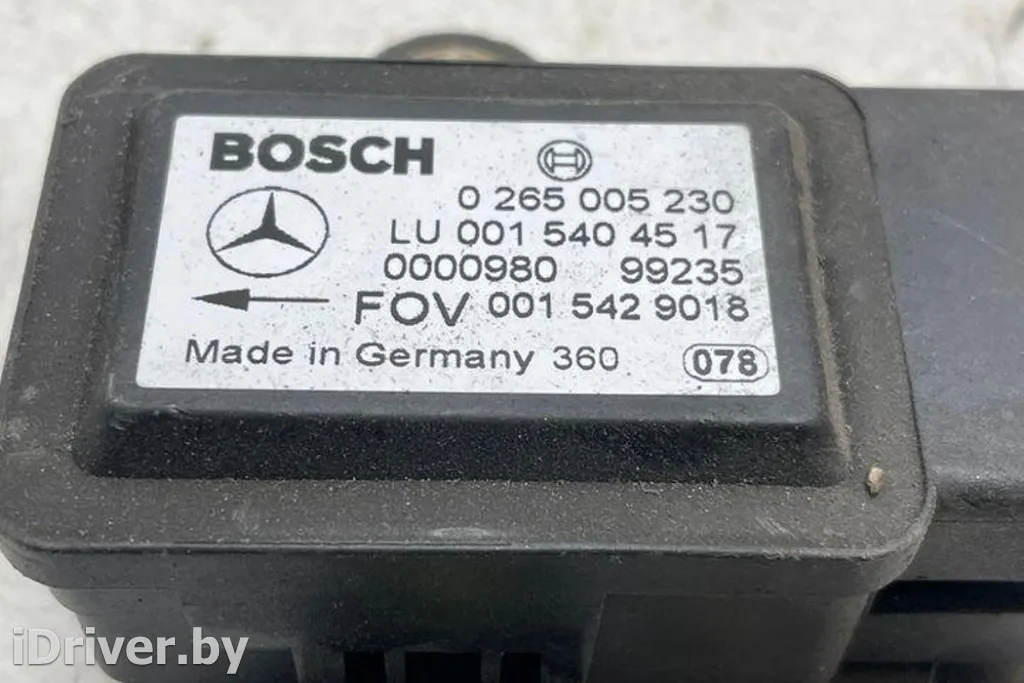 BOSCH
0 265 005 230
LU 001 540 45 17
0000980 99235
FOV 001 542 9018
Made in Germany 360 078
iDriver.by